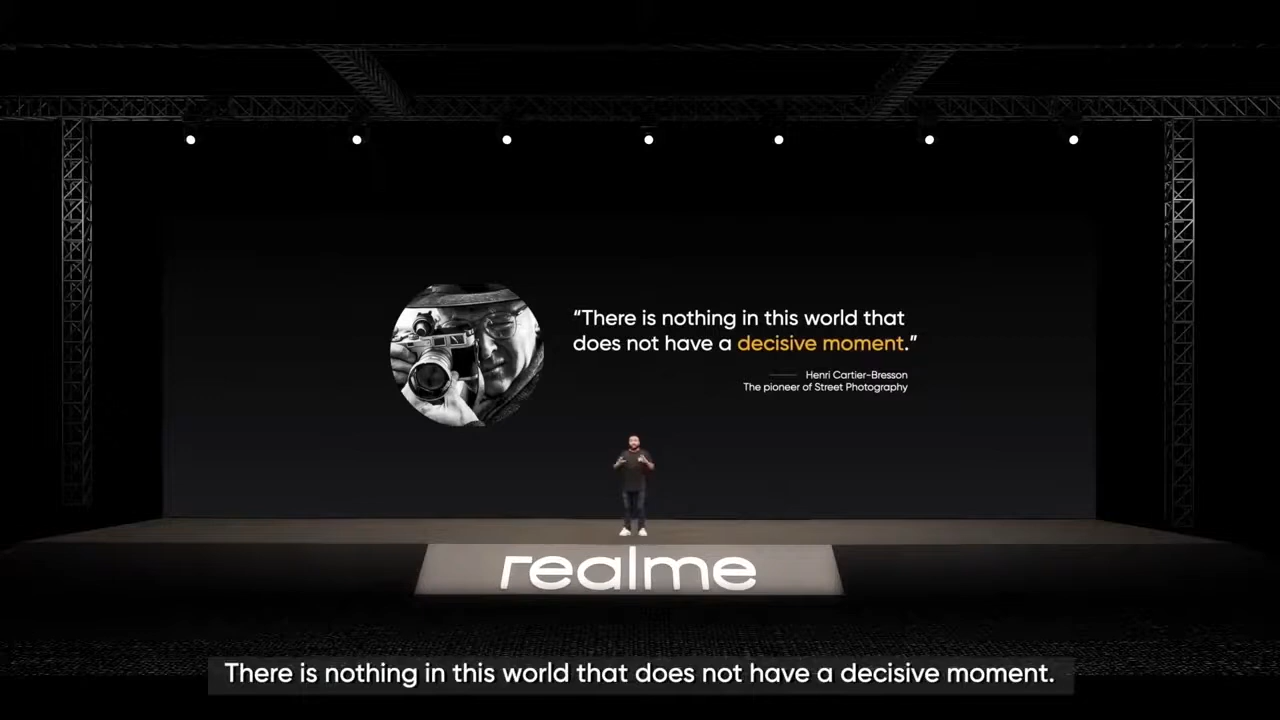 “There is nothing in this world that
does not have a decisive moment.”
Henri Cartier-Bresson
The pioneer of Street Photography
realme
There is nothing in this world that does not have a decisive moment.